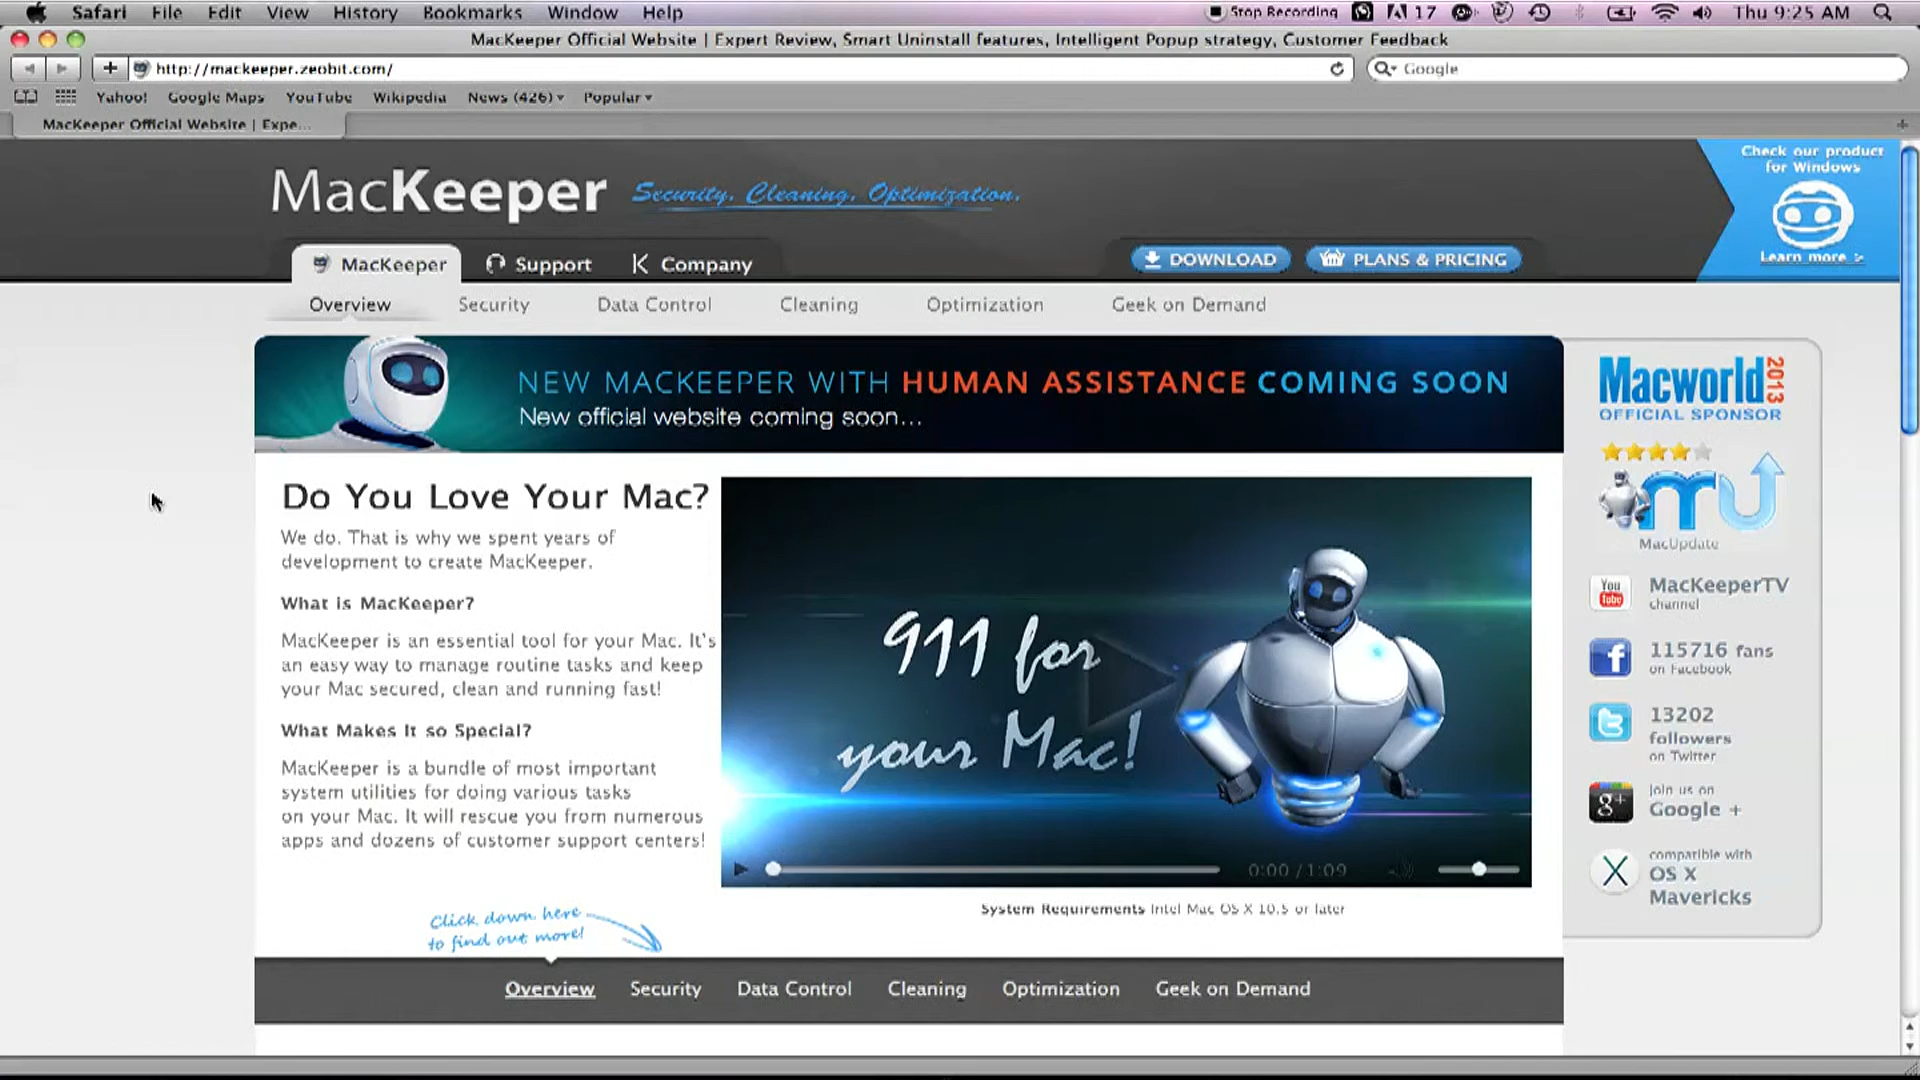 Safari File Edit View History Bookmarks Window Help Stop Recording 17 Thu 9:25 AM
MacKeeper Official Website | Expert Review, Smart Uninstall features, Intelligent Popup strategy, Customer Feedback
http://mackeeper.zeobit.com/ Google
Yahoo! Google Maps YouTube Wikipedia News (426) Popular
MacKeeper Official Website | Expe...
Check our product
for Windows
Learn more >
MacKeeper Security. Cleaning. Optimization.
MacKeeper Support Company DOWNLOAD PLANS & PRICING
Overview Security Data Control Cleaning Optimization Geek on Demand
NEW MACKEEPER WITH HUMAN ASSISTANCE COMING SOON
New official website coming soon...
Do You Love Your Mac?
We do. That is why we spent years of
development to create MacKeeper.
What is MacKeeper?
MacKeeper is an essential tool for your Mac. It's
an easy way to manage routine tasks and keep
your Mac secured, clean and running fast!
What Makes It so Special?
MacKeeper is a bundle of most important
system utilities for doing various tasks
on your Mac. It will rescue you from numerous
apps and dozens of customer support centers!
911 for
your Mac!
0:00 / 1:09
System Requirements Intel Mac OS X 10.5 or later
Click down here
to find out more!
Overview Security Data Control Cleaning Optimization Geek on Demand
Macworld 2013
OFFICIAL SPONSOR
mu
MacUpdate
You Tube
MacKeeperTV
channel
f
115716 fans
on Facebook
t
13202
followers
on Twitter
g+
Join us on
Google +
X
compatible with
OS X
Mavericks